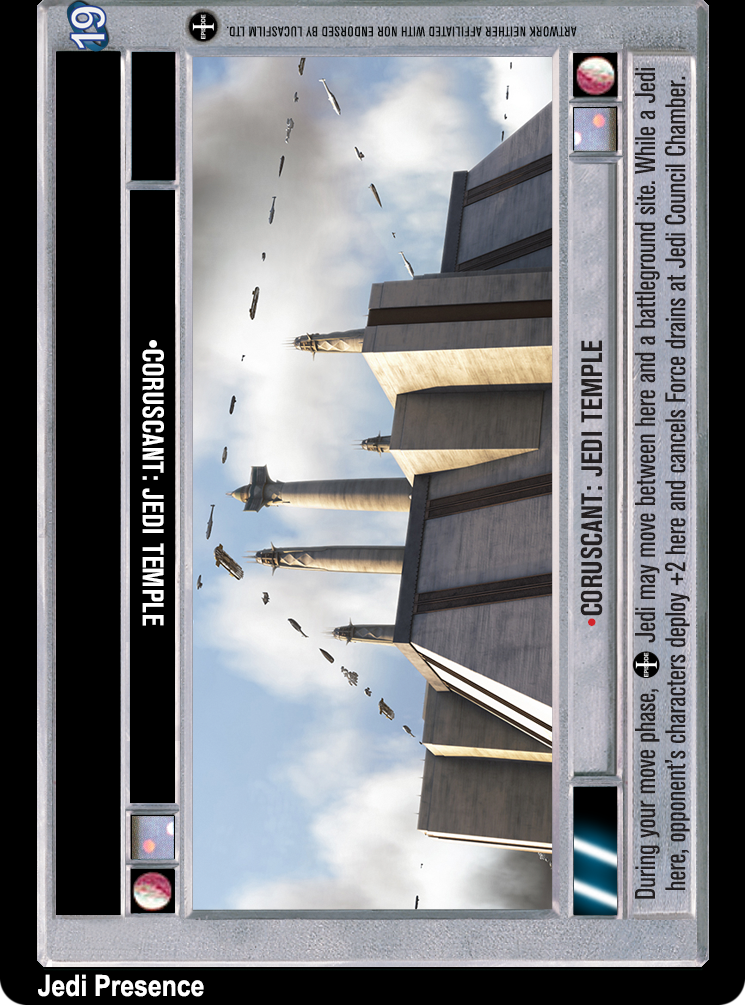 19
EPISODE
I
ARTWORK NEITHER AFFILIATED WITH NOR ENDORSED BY LUCASFILM LTD.
•CORUSCANT: JEDI TEMPLE
•CORUSCANT: JEDI TEMPLE
During your move phase, EPISODE I Jedi may move between here and a battleground site. While a Jedi
here, opponent's characters deploy +2 here and cancels Force drains at Jedi Council Chamber.
Jedi Presence